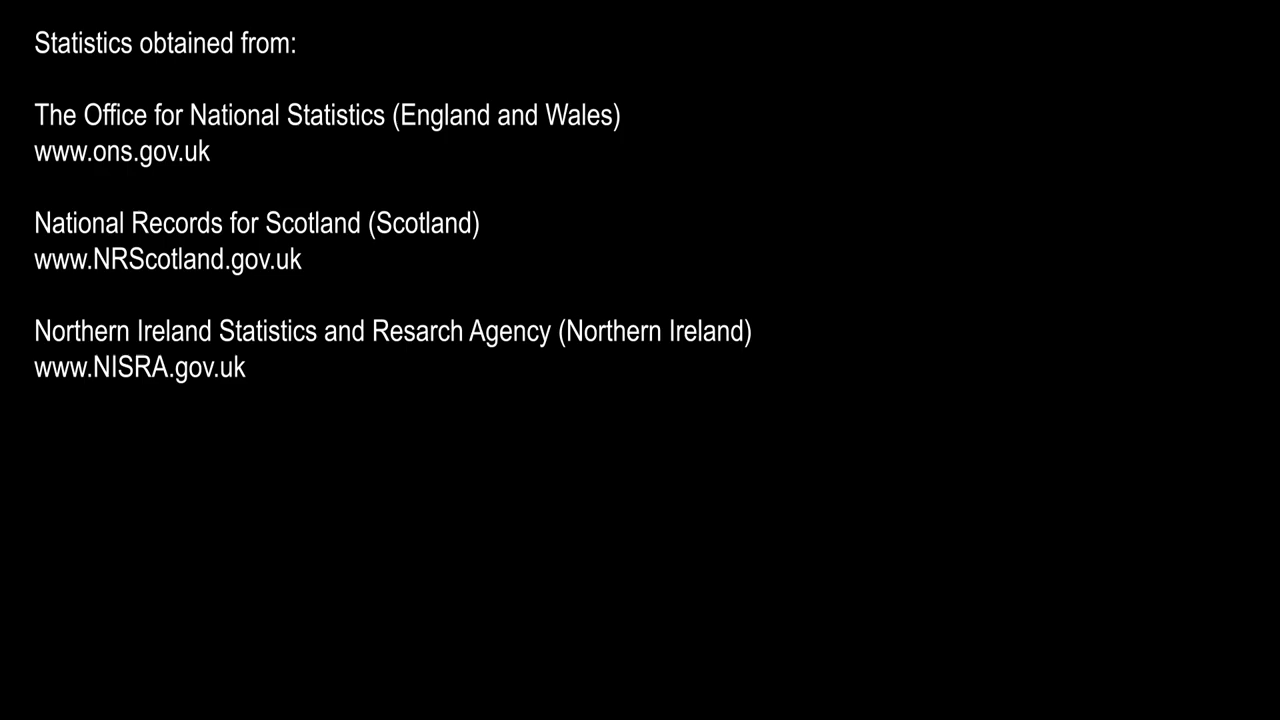 Statistics obtained from:
The Office for National Statistics (England and Wales)
www.ons.gov.uk
National Records for Scotland (Scotland)
www.NRScotland.gov.uk
Northern Ireland Statistics and Resarch Agency (Northern Ireland)
www.NISRA.gov.uk